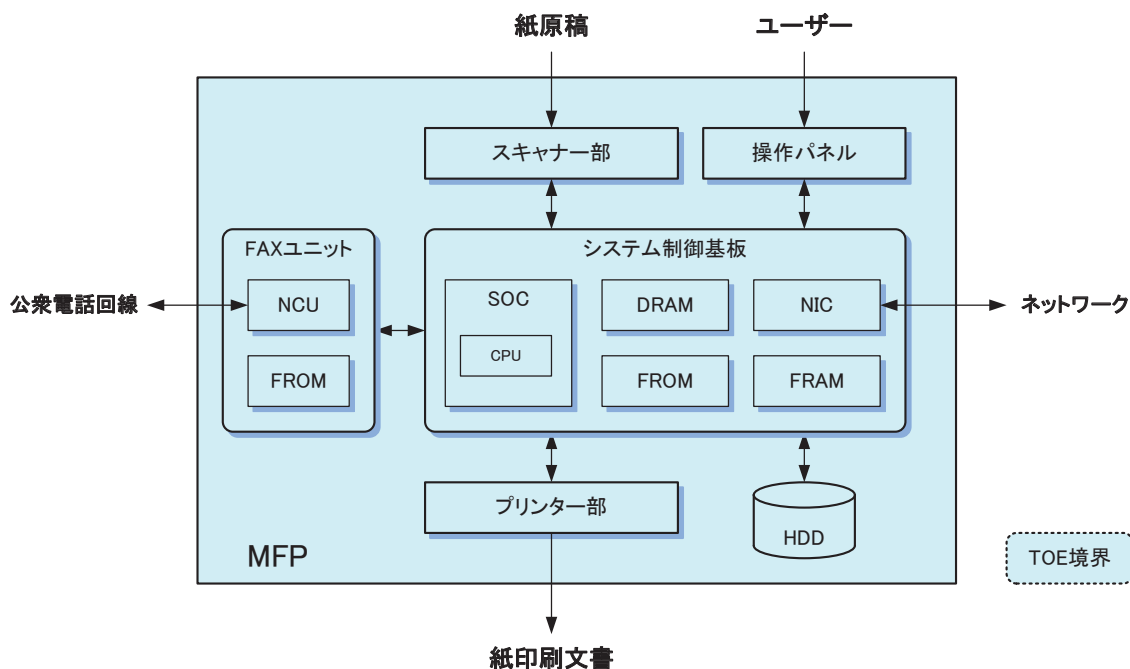 紙原稿
ユーザー
スキャナー部
操作パネル
FAXユニット
システム制御基板
公衆電話回線
NCU
SOC
DRAM
NIC
ネットワーク
CPU
FROM
FROM
FRAM
プリンター部
HDD
MFP
TOE境界
紙印刷文書